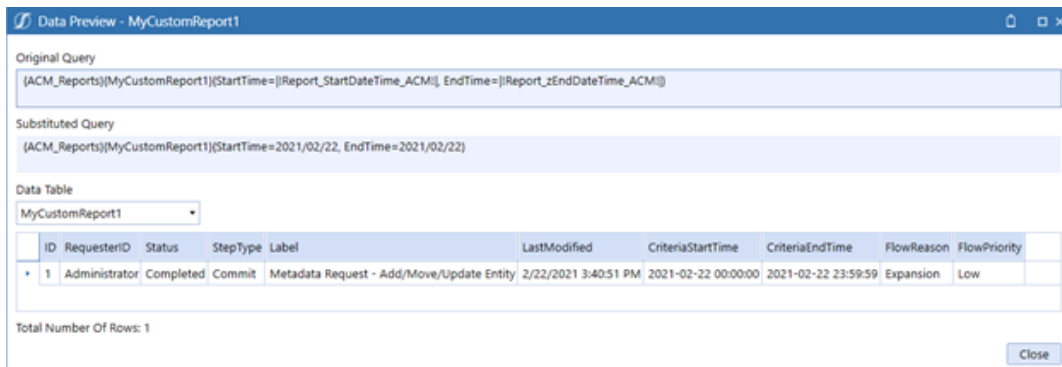 Data Preview - MyCustomReport1
Original Query
{ACM_Reports}{MyCustomReport1}{StartTime=|!Report_StartDateTime_ACM!|, EndTime=|!Report_zEndDateTime_ACM!|}
Substituted Query
{ACM_Reports}{MyCustomReport1}{StartTime=2021/02/22, EndTime=2021/02/22}
Data Table
MyCustomReport1
ID RequesterID Status StepType Label LastModified CriteriaStartTime CriteriaEndTime FlowReason FlowPriority
1 Administrator Completed Commit Metadata Request - Add/Move/Update Entity 2/22/2021 3:40:51 PM 2021-02-22 00:00:00 2021-02-22 23:59:59 Expansion Low
Total Number Of Rows: 1
Close